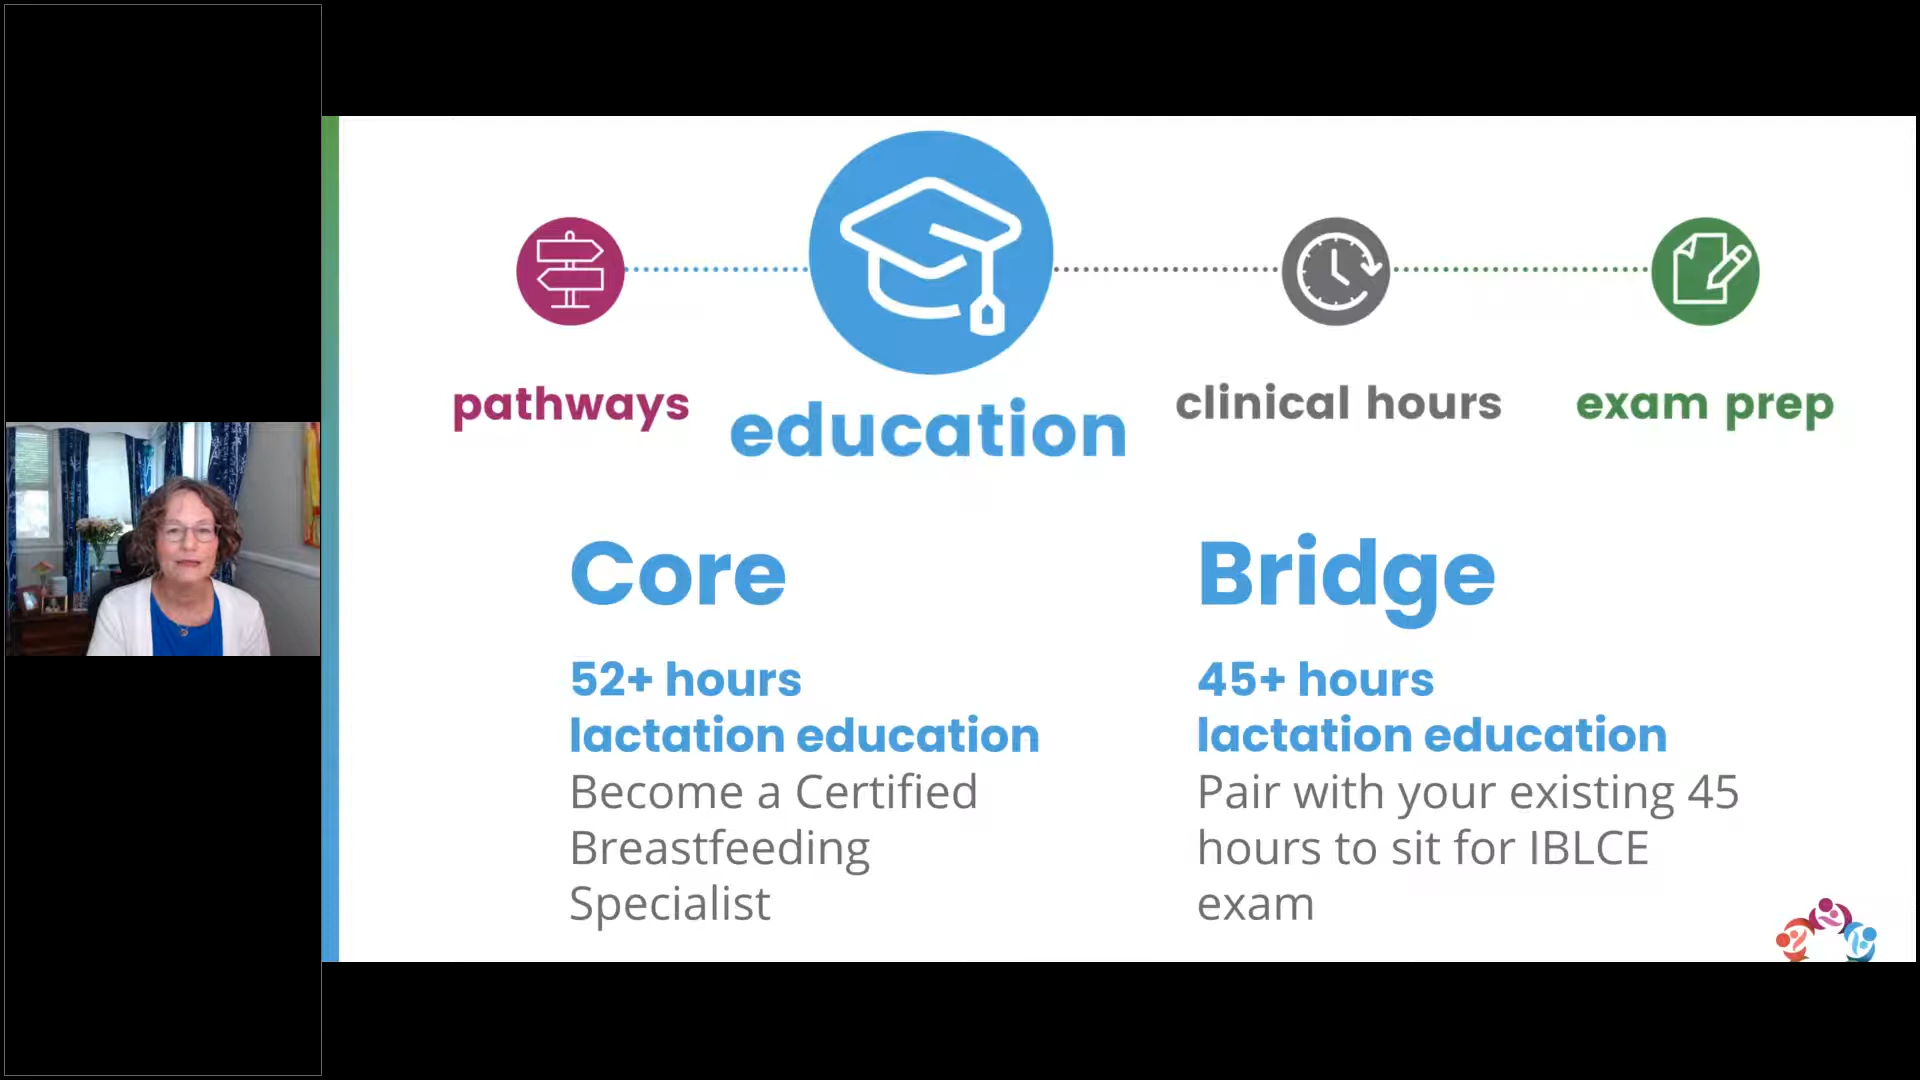 pathways
education
clinical hours
exam prep
Core
52+ hours
lactation education
Become a Certified
Breastfeeding
Specialist
Bridge
45+ hours
lactation education
Pair with your existing 45
hours to sit for IBLCE
exam